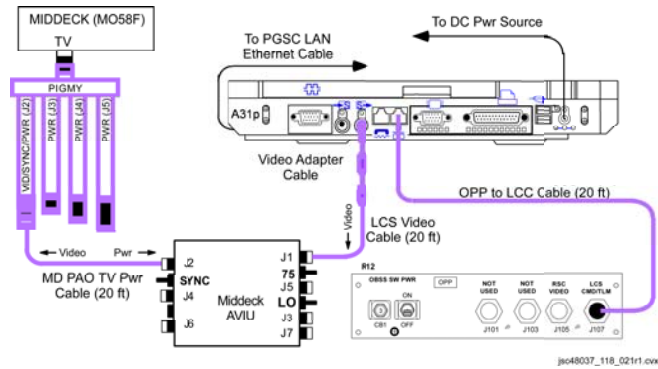 MIDDECK (MO58F)
TV
PIGMY
VID/SYNC/PWR (J2)
PWR (J3)
PWR (J4)
PWR (J5)
To PGSC LAN
Ethernet Cable
To DC Pwr Source
A31p
S
S
Video Adapter
Cable
OPP to LCC Cable (20 ft)
Video
LCS Video
Cable (20 ft)
Video
Pwr
MD PAO TV Pwr
Cable (20 ft)
J2
SYNC
J4
J6
Middeck
AVIU
J1
75
J5
LO
J3
J7
R12
OBSS SW PWR
OPP
ON
OFF
CB1
NOT
USED
J101
NOT
USED
J103
RSC
VIDEO
J105
LCS
CMD/TLM
J107
jsc48037_118_021r1.cvx